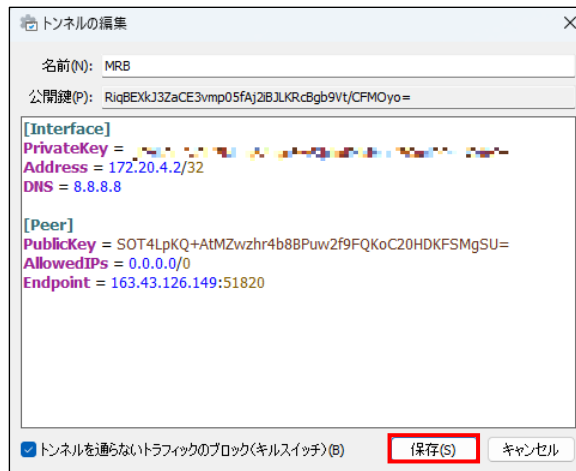 トンネルの編集
名前(N): MRB
公開鍵(P): RiqBEXkJ3ZaCE3vmp05fAj2iBJLKRcBgb9Vt/CFMOyo=
[Interface]
PrivateKey =
Address = 172.20.4.2/32
DNS = 8.8.8.8
[Peer]
PublicKey = SOT4LpKQ+AtMZwzhr4b8BPuw2f9FQKoC20HDKFSMgSU=
AllowedIPs = 0.0.0.0/0
Endpoint = 163.43.126.149:51820
トンネルを通らないトラフィックのブロック(キルスイッチ)(B) 保存(S) キャンセル